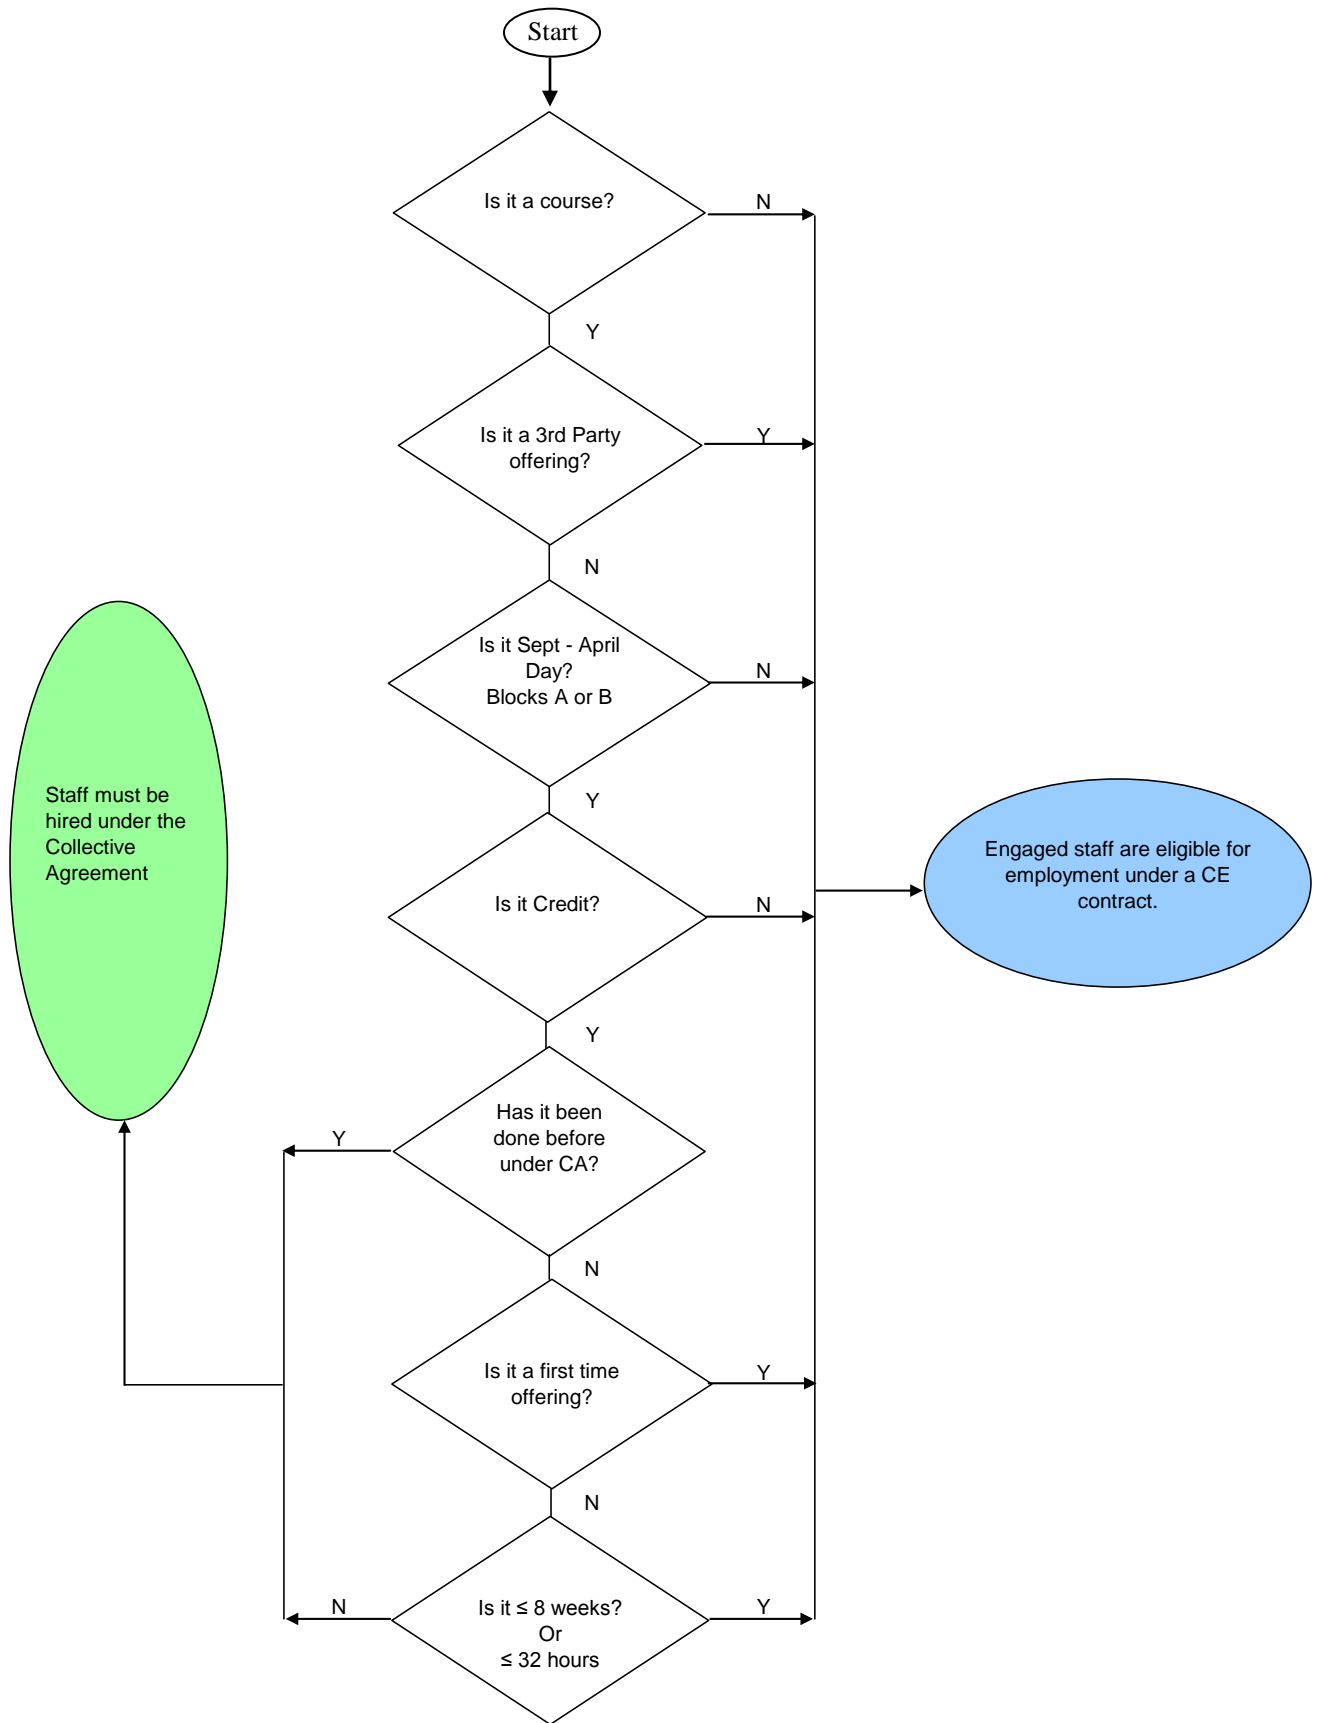 Start
Is it a course?
N
Y
Is it a 3rd Party
offering?
Y
N
Is it Sept - April
Day?
Blocks A or B
N
Y
Staff must be
hired under the
Collective
Agreement
Engaged staff are eligible for
employment under a CE
contract.
Is it Credit?
N
Y
Has it been
done before
under CA?
Y
N
Is it a first time
offering?
Y
N
Is it ≤ 8 weeks?
Or
≤ 32 hours
N
Y